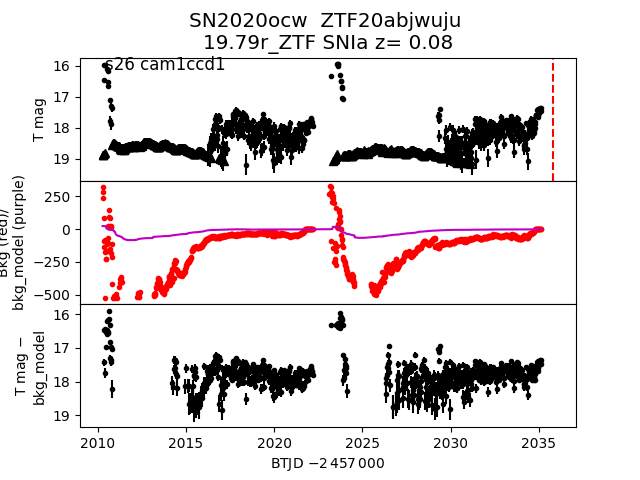 SN2020ocw  ZTF20abjwuju
19.79r_ZTF SNIa z= 0.08
s26 cam1ccd1
T mag
16
17
18
19
Bkg (red)/
bkg_model (purple)
250
0
−250
−500
T mag −
bkg_model
16
17
18
19
2010 2015 2020 2025 2030 2035
BTJD −2 457 000